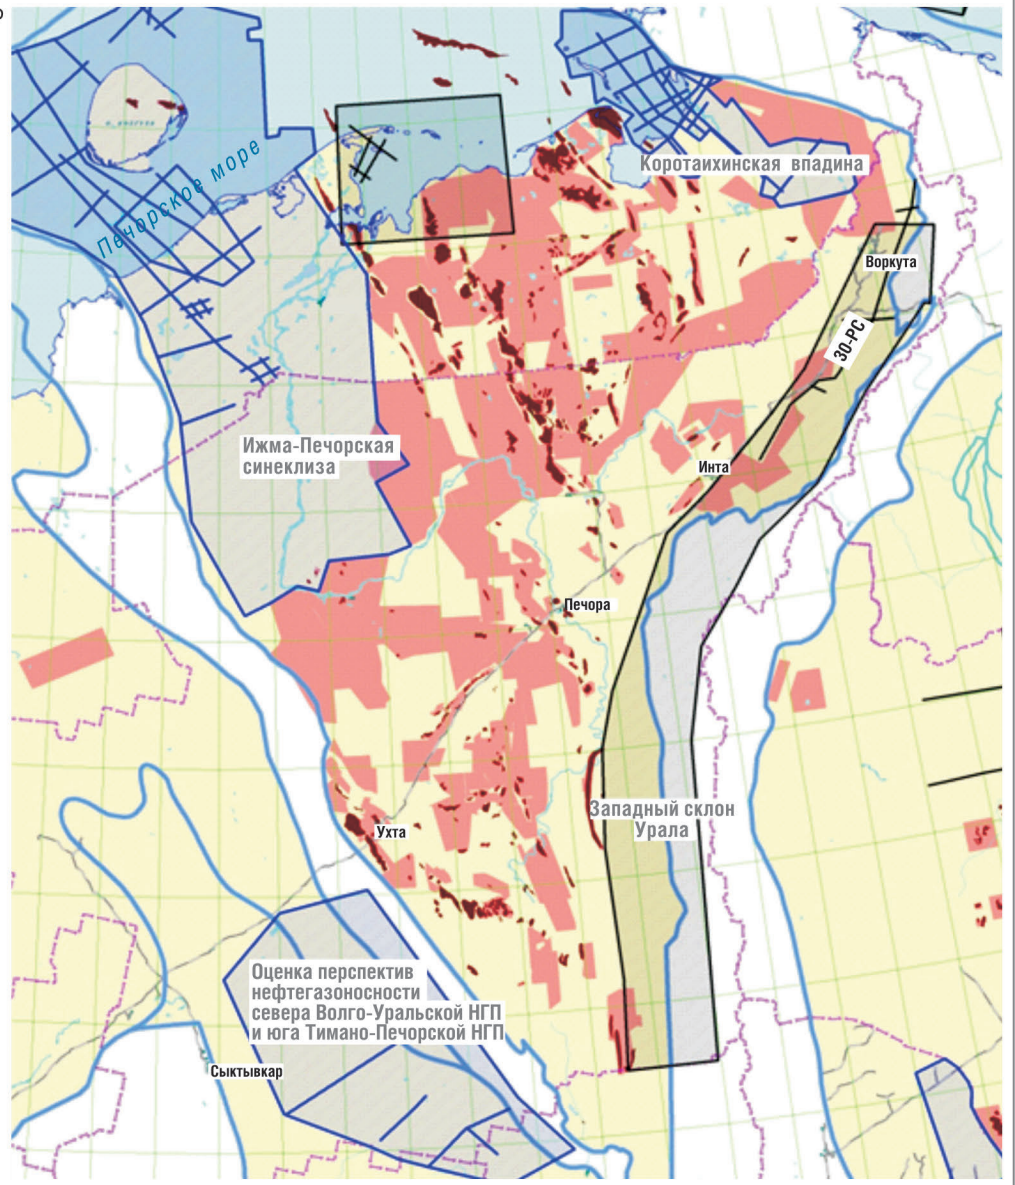 Печорское море
Коротаихинская впадина
Воркута
30-РС
Ижма-Печорская
синеклиза
Инта
Печора
Западный склон
Урала
Ухта
Оценка перспектив
нефтегазоносности
севера Волго-Уральской НГП
и юга Тимано-Печорской НГП
Сыктывкар